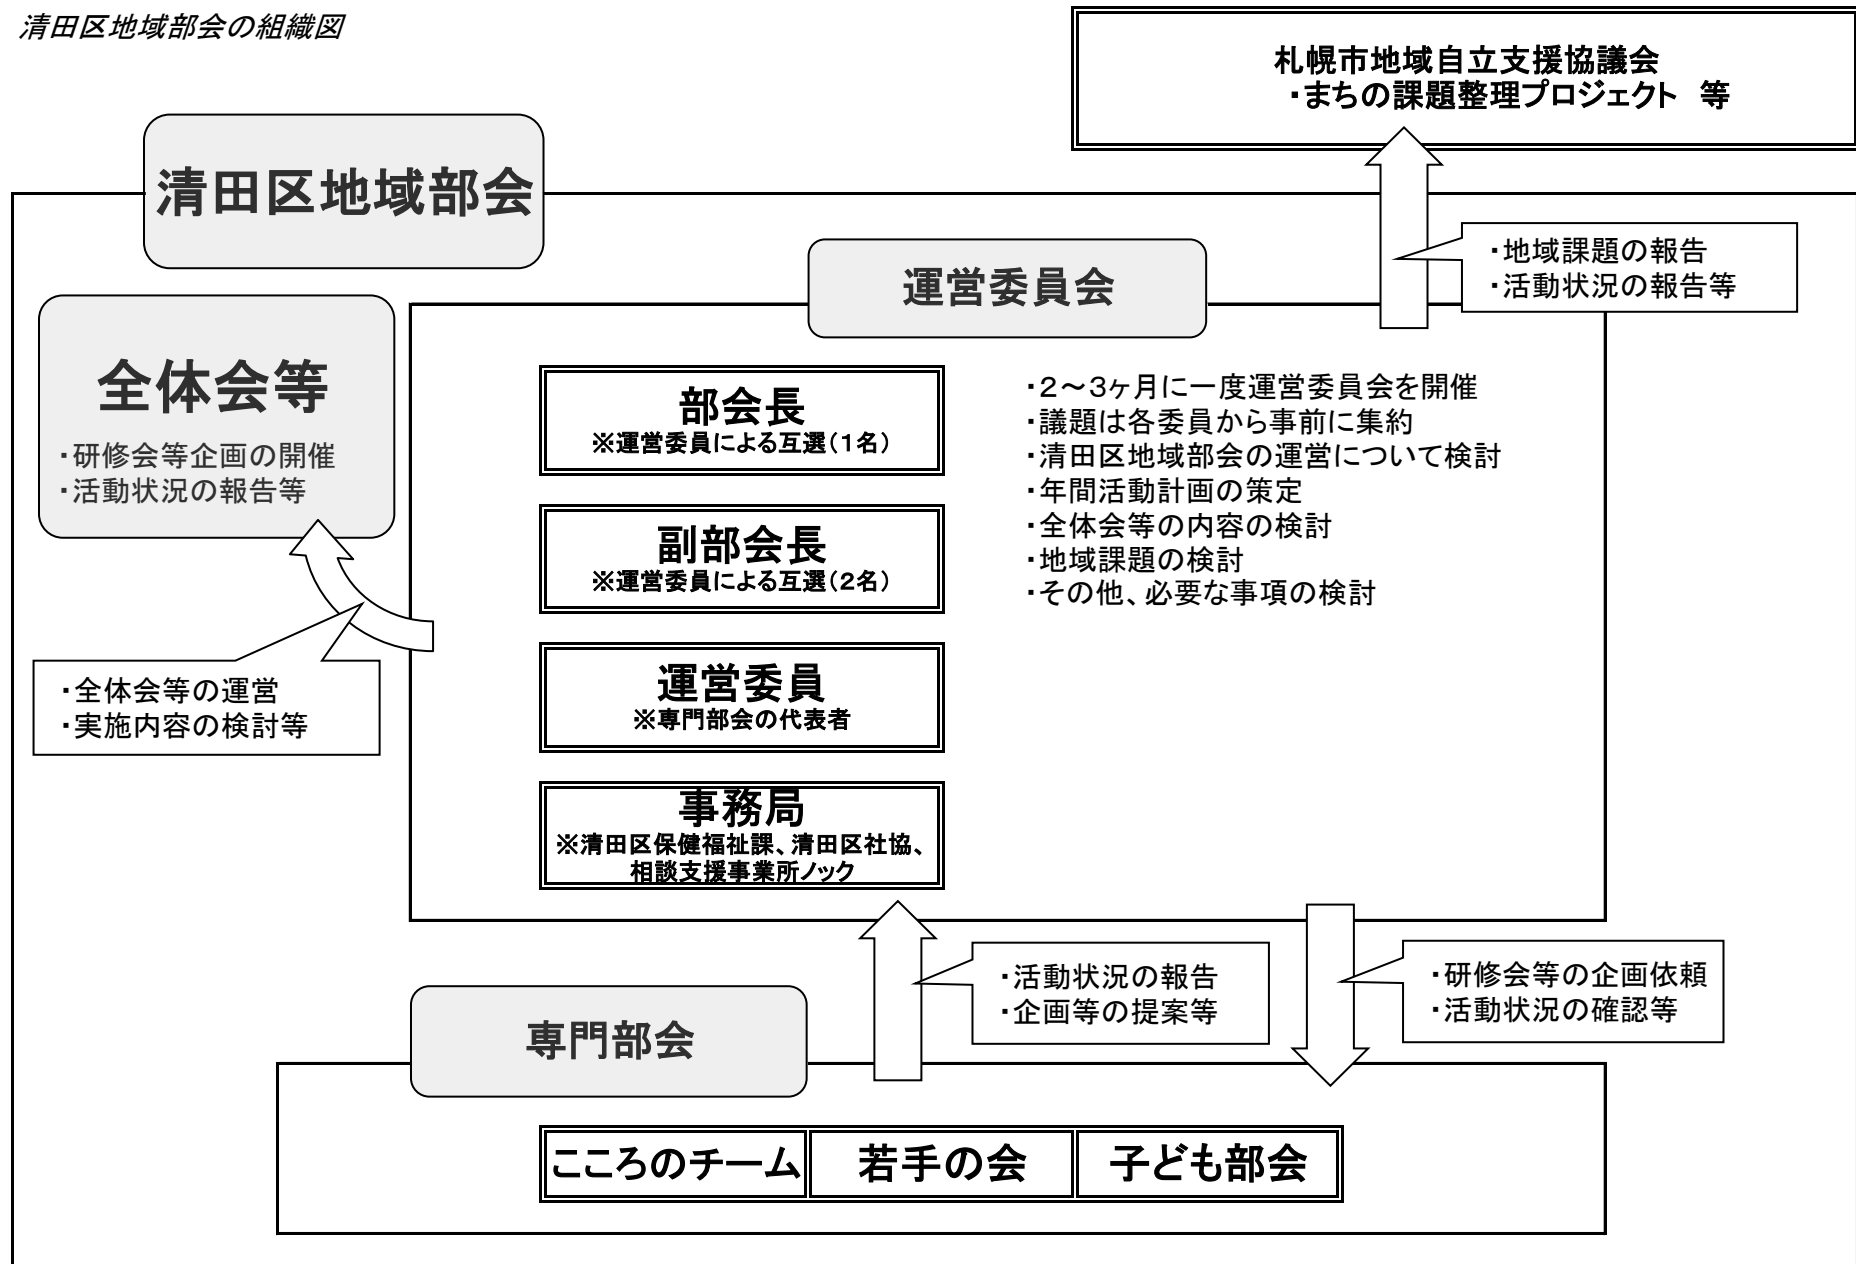 清田区地域部会の組織図
札幌市地域自立支援協議会
・まちの課題整理プロジェクト 等
清田区地域部会
・地域課題の報告
・活動状況の報告等
運営委員会
全体会等
・研修会等企画の開催
・活動状況の報告等
部会長
※運営委員による互選(1名)
副部会長
※運営委員による互選(2名)
運営委員
※専門部会の代表者
事務局
※清田区保健福祉課、清田区社協、
相談支援事業所ノック
・2～3ヶ月に一度運営委員会を開催
・議題は各委員から事前に集約
・清田区地域部会の運営について検討
・年間活動計画の策定
・全体会等の内容の検討
・地域課題の検討
・その他、必要な事項の検討
・全体会等の運営
・実施内容の検討等
・活動状況の報告
・企画等の提案等
・研修会等の企画依頼
・活動状況の確認等
専門部会
こころのチーム
若手の会
子ども部会